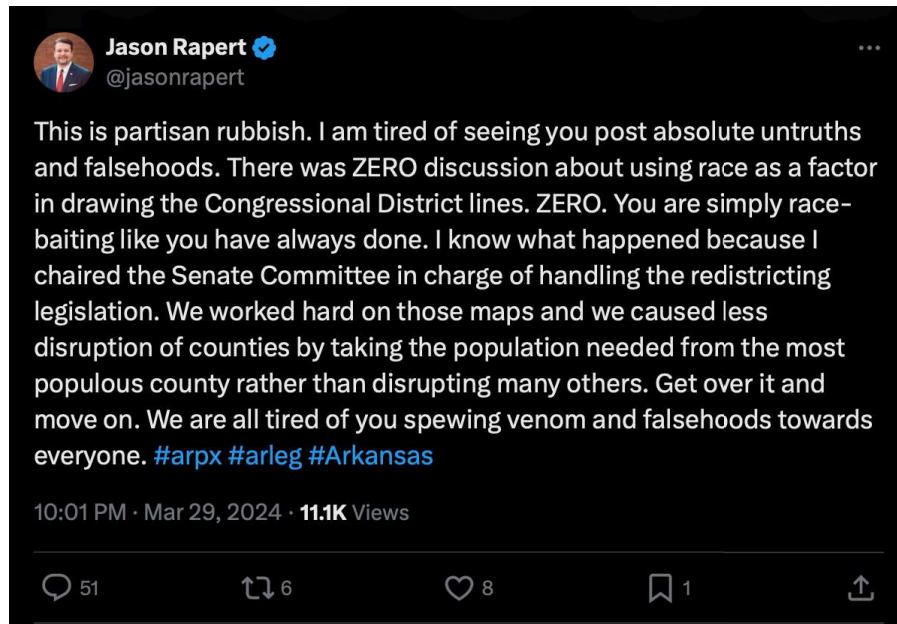 Jason Rapert
@jasonrapert
This is partisan rubbish. I am tired of seeing you post absolute untruths
and falsehoods. There was ZERO discussion about using race as a factor
in drawing the Congressional District lines. ZERO. You are simply race-
baiting like you have always done. I know what happened because I
chaired the Senate Committee in charge of handling the redistricting
legislation. We worked hard on those maps and we caused less
disruption of counties by taking the population needed from the most
populous county rather than disrupting many others. Get over it and
move on. We are all tired of you spewing venom and falsehoods towards
everyone. #arpx #arleg #Arkansas
10:01 PM · Mar 29, 2024 · 11.1K Views
51 6 8 1